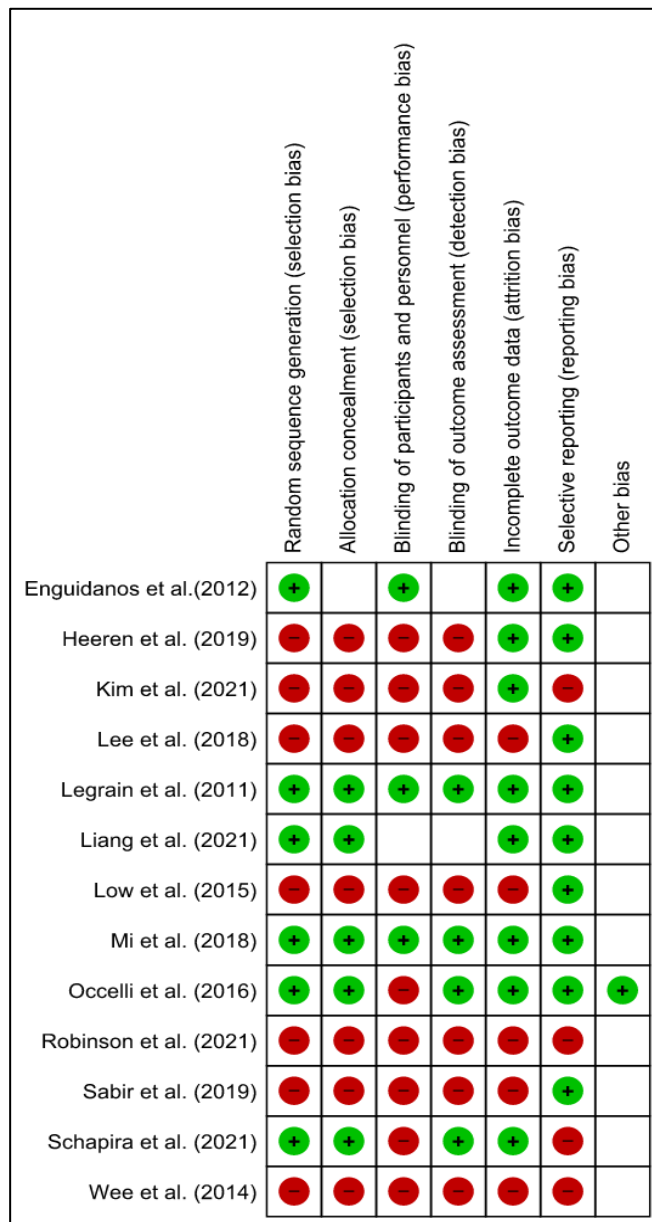 Random sequence generation (selection bias)
Allocation concealment (selection bias)
Blinding of participants and personnel (performance bias)
Blinding of outcome assessment (detection bias)
Incomplete outcome data (attrition bias)
Selective reporting (reporting bias)
Other bias
Enguidanos et al.(2012) + + + +
Heeren et al. (2019) – – – – + +
Kim et al. (2021) – – – – + –
Lee et al. (2018) – – – – – +
Legrain et al. (2011) + + + + + +
Liang et al. (2021) + + + +
Low et al. (2015) – – – – – +
Mi et al. (2018) + + + + + +
Occelli et al. (2016) + + – + + + +
Robinson et al. (2021) – – – – – –
Sabir et al. (2019) – – – – – +
Schapira et al. (2021) + + – + + –
Wee et al. (2014) – – – – – –